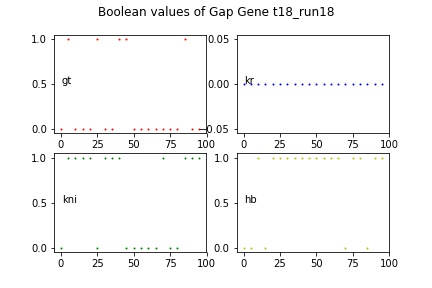 Boolean values of Gap Gene t18_run18
1.0 0.05
gt kr
0.5 0.00
0.0 −0.05
0 25 50 75 100 0 25 50 75 100
1.0 1.0
kni hb
0.5 0.5
0.0 0.0
0 25 50 75 100 0 25 50 75 100